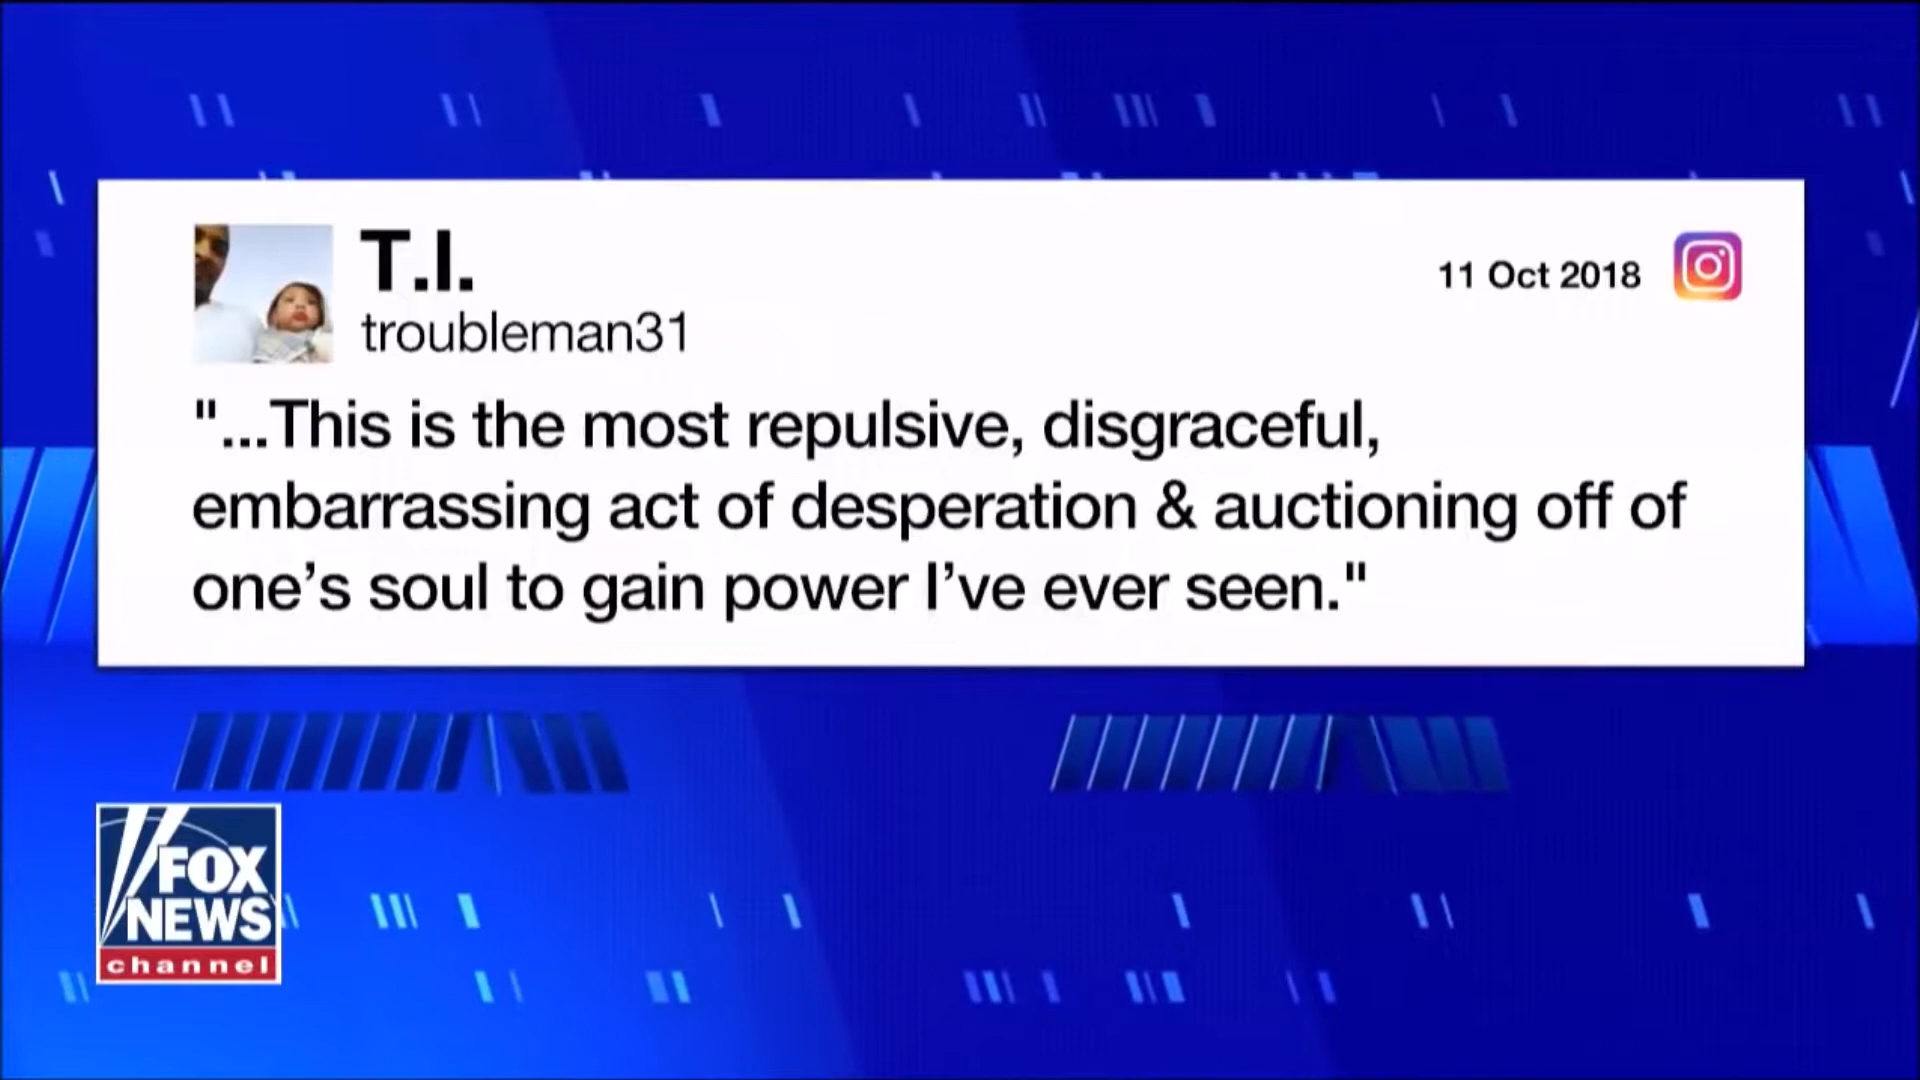 T.I.
troubleman31
11 Oct 2018
"...This is the most repulsive, disgraceful,
embarrassing act of desperation & auctioning off of
one’s soul to gain power I’ve ever seen."
FOX
NEWS
channel